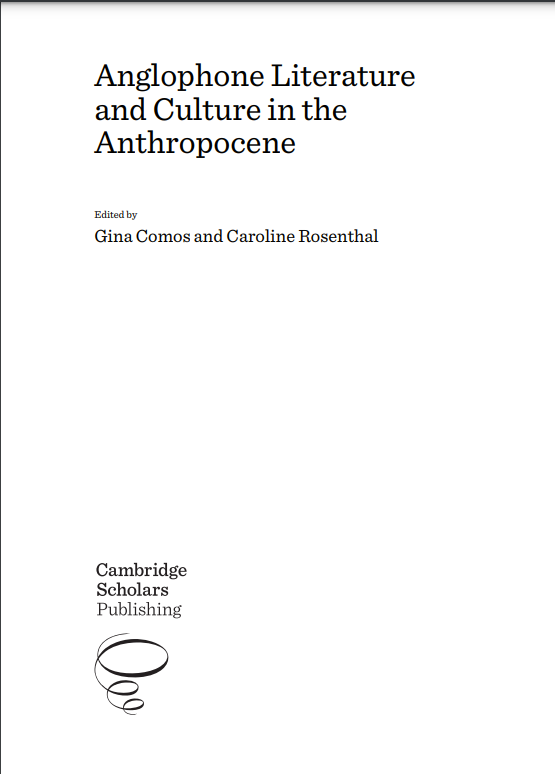 Anglophone Literature
and Culture in the
Anthropocene
Edited by
Gina Comos and Caroline Rosenthal
Cambridge
Scholars
Publishing